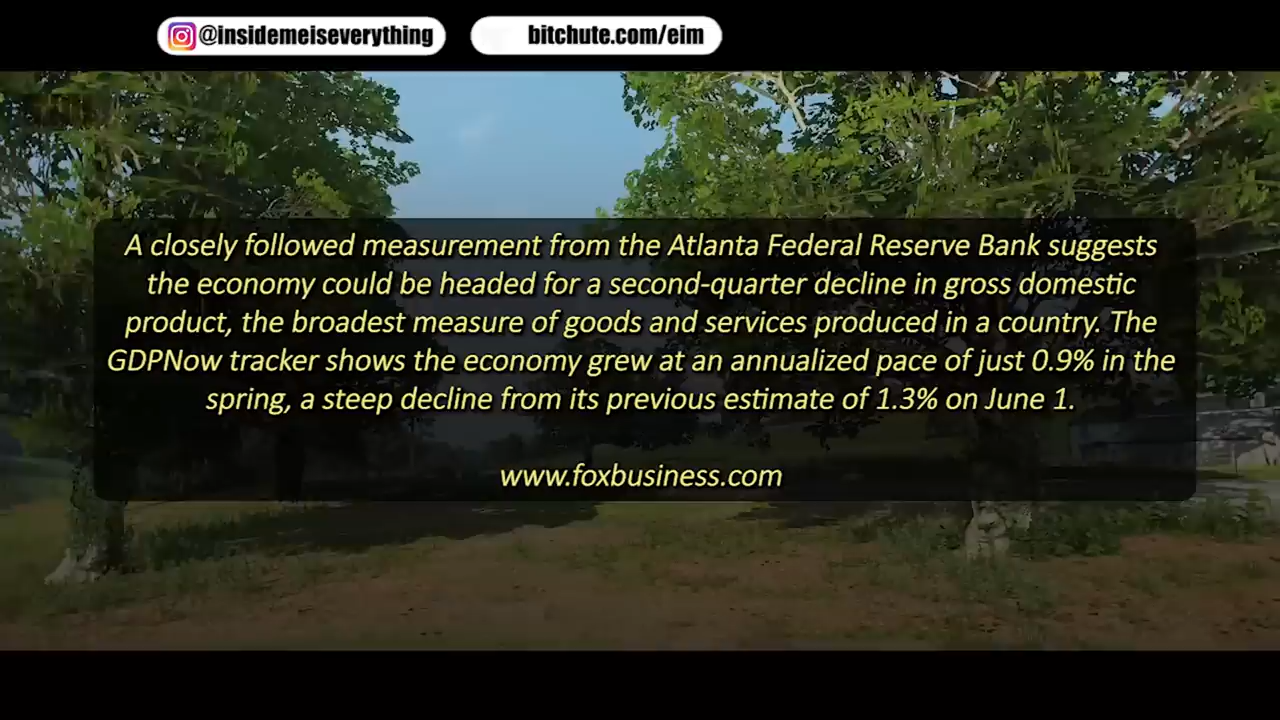 @insidemeiseverything
bitchute.com/eim
A closely followed measurement from the Atlanta Federal Reserve Bank suggests
the economy could be headed for a second-quarter decline in gross domestic
product, the broadest measure of goods and services produced in a country. The
GDPNow tracker shows the economy grew at an annualized pace of just 0.9% in the
spring, a steep decline from its previous estimate of 1.3% on June 1.
www.foxbusiness.com